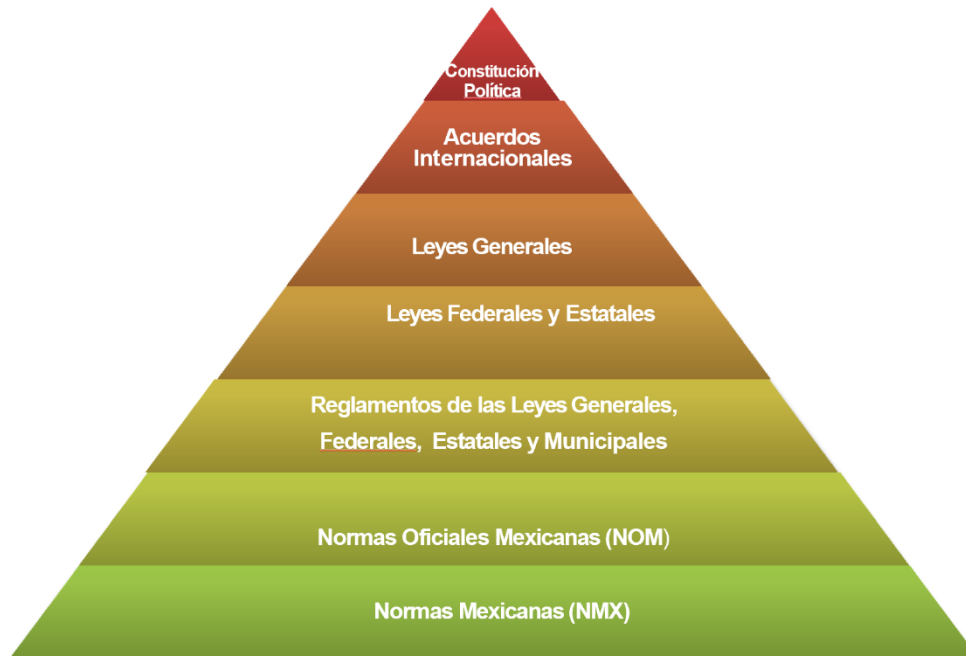 Constitución
Política
Acuerdos
Internacionales
Leyes Generales
Leyes Federales y Estatales
Reglamentos de las Leyes Generales,
Federales, Estatales y Municipales
Normas Oficiales Mexicanas (NOM)
Normas Mexicanas (NMX)